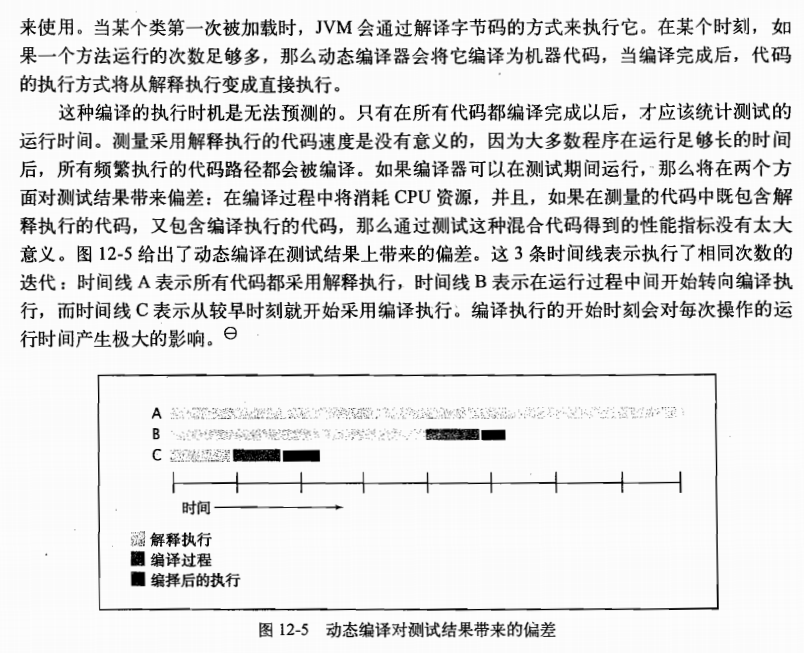 来使用。当某个类第一次被加载时，JVM 会通过解译字节码的方式来执行它。在某个时刻，如
果一个方法运行的次数足够多，那么动态编译器会将它编译为机器代码，当编译完成后，代码
的执行方式将从解释执行变成直接执行。
这种编译的执行时机是无法预测的。只有在所有代码都编译完成以后，才应该统计测试的
运行时间。测量采用解释执行的代码速度是没有意义的，因为大多数程序在运行足够长的时间
后，所有频繁执行的代码路径都会被编译。如果编译器可以在测试期间运行，那么将在两个方
面对测试结果带来偏差：在编译过程中将消耗 CPU 资源，并且，如果在测量的代码中既包含解
释执行的代码，又包含编译执行的代码，那么通过测试这种混合代码得到的性能指标没有太大
意义。图 12-5 给出了动态编译在测试结果上带来的偏差。这 3 条时间线表示执行了相同次数的
迭代：时间线 A 表示所有代码都采用解释执行，时间线 B 表示在运行过程中间开始转向编译执
行，而时间线 C 表示从较早时刻就开始采用编译执行。编译执行的开始时刻会对每次操作的运
行时间产生极大的影响。㊀
A
B
C
时间
解释执行
编译过程
编择后的执行
图 12-5 动态编译对测试结果带来的偏差